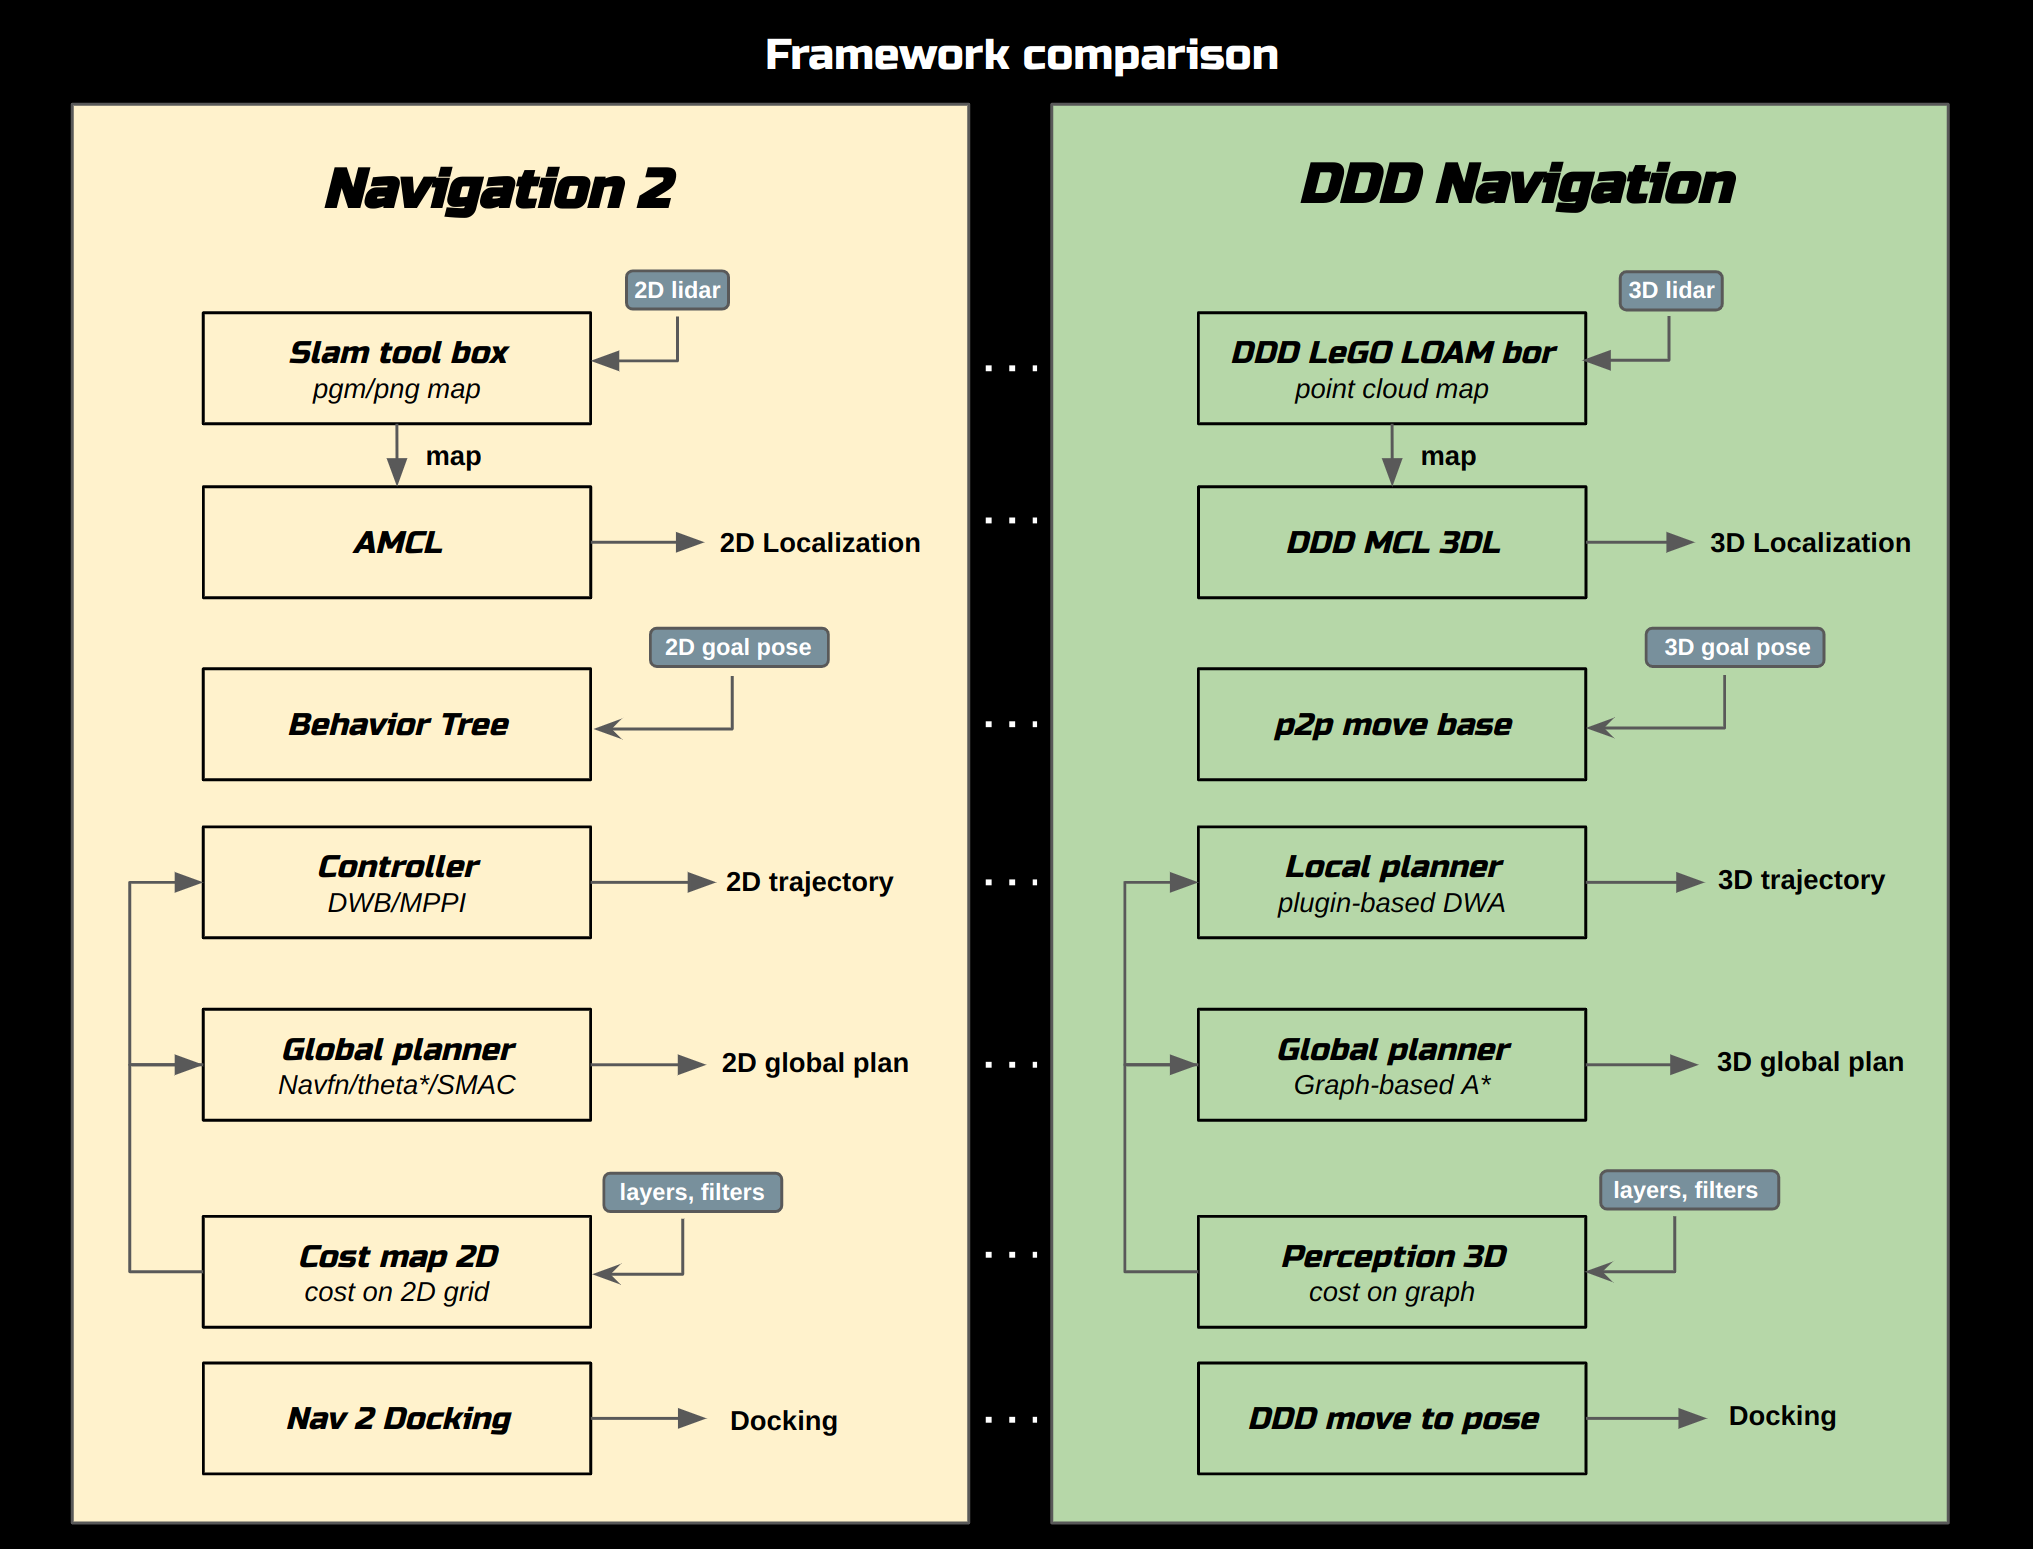 Framework comparison
Navigation 2
2D lidar
Slam tool box
pgm/png map
map
AMCL
2D Localization
2D goal pose
Behavior Tree
Controller
DWB/MPPI
2D trajectory
Global planner
Navfn/theta*/SMAC
2D global plan
layers, filters
Cost map 2D
cost on 2D grid
Nav 2 Docking
Docking
DDD Navigation
3D lidar
DDD LeGO LOAM bor
point cloud map
map
DDD MCL 3DL
3D Localization
3D goal pose
p2p move base
Local planner
plugin-based DWA
3D trajectory
Global planner
Graph-based A*
3D global plan
layers, filters
Perception 3D
cost on graph
DDD move to pose
Docking